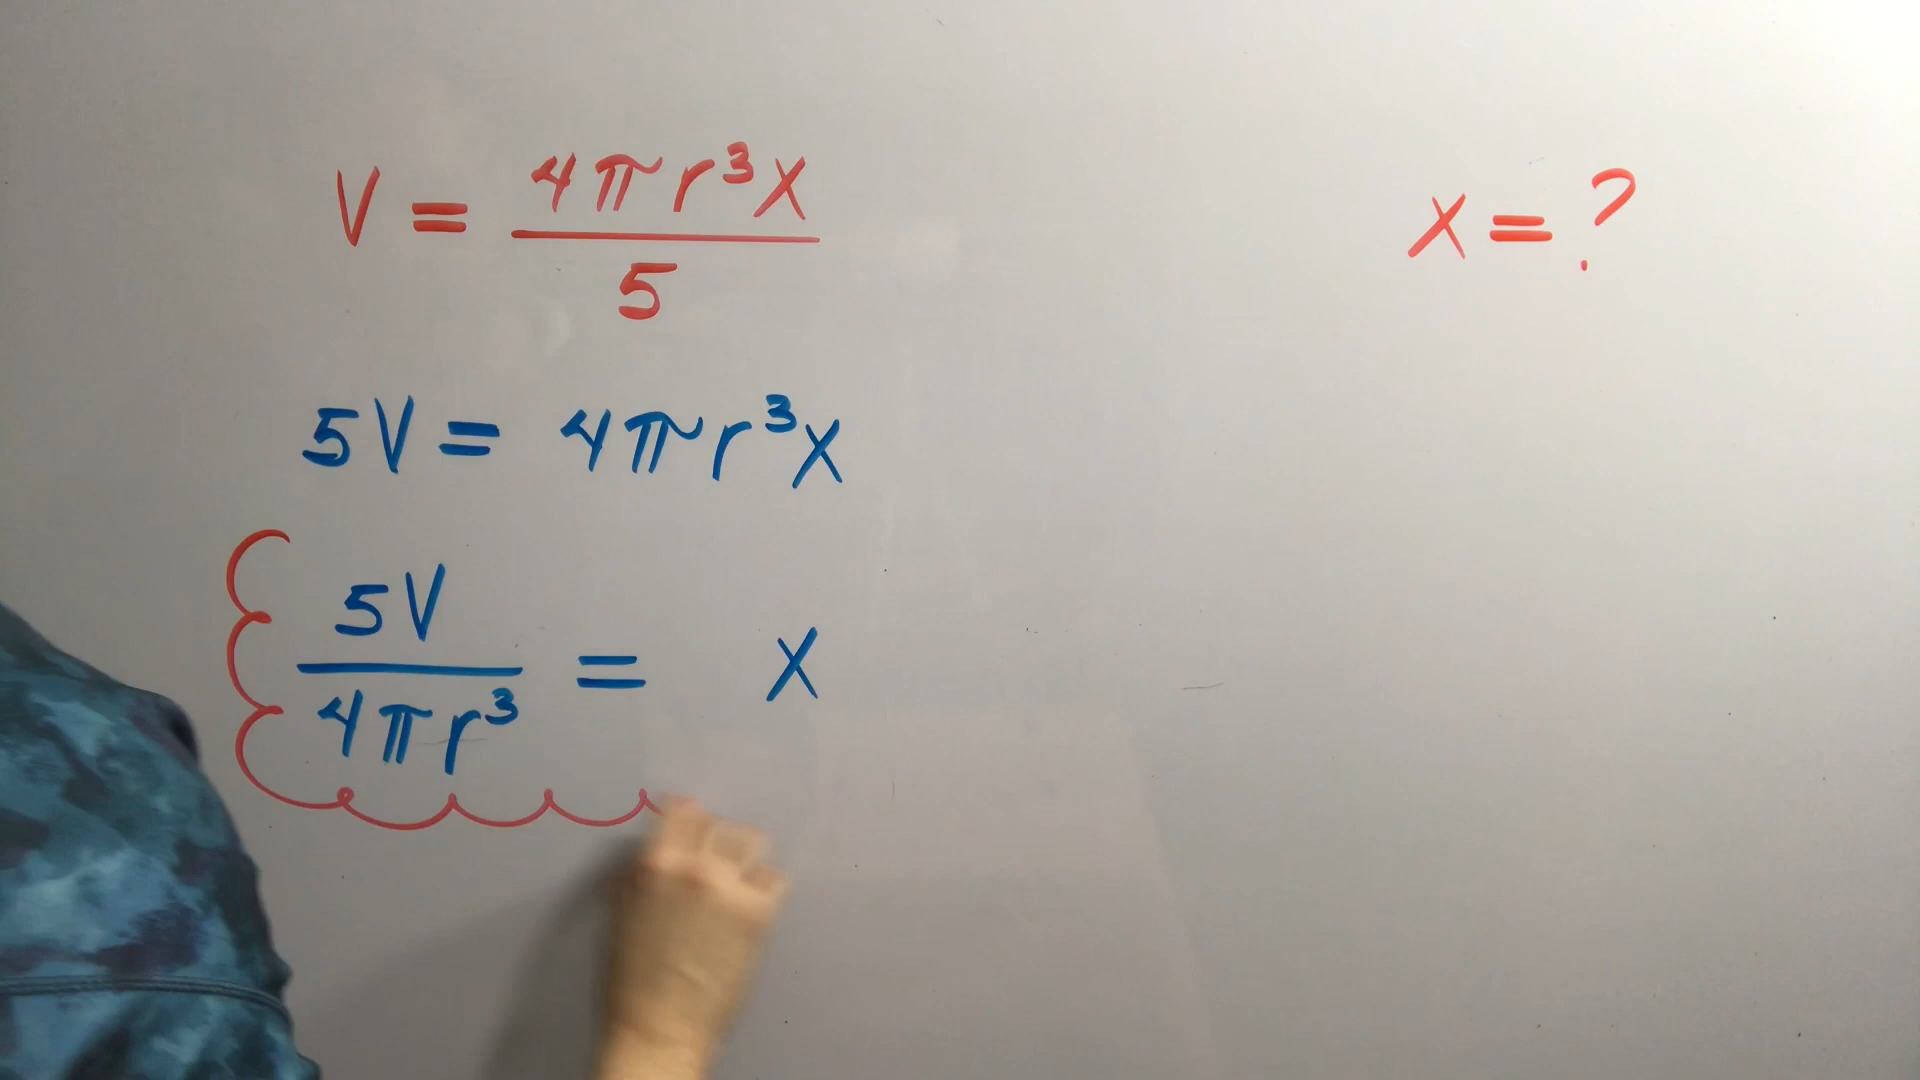 V = 4πr³x / 5
x = ?
5V = 4πr³x
5V / 4πr³ = x